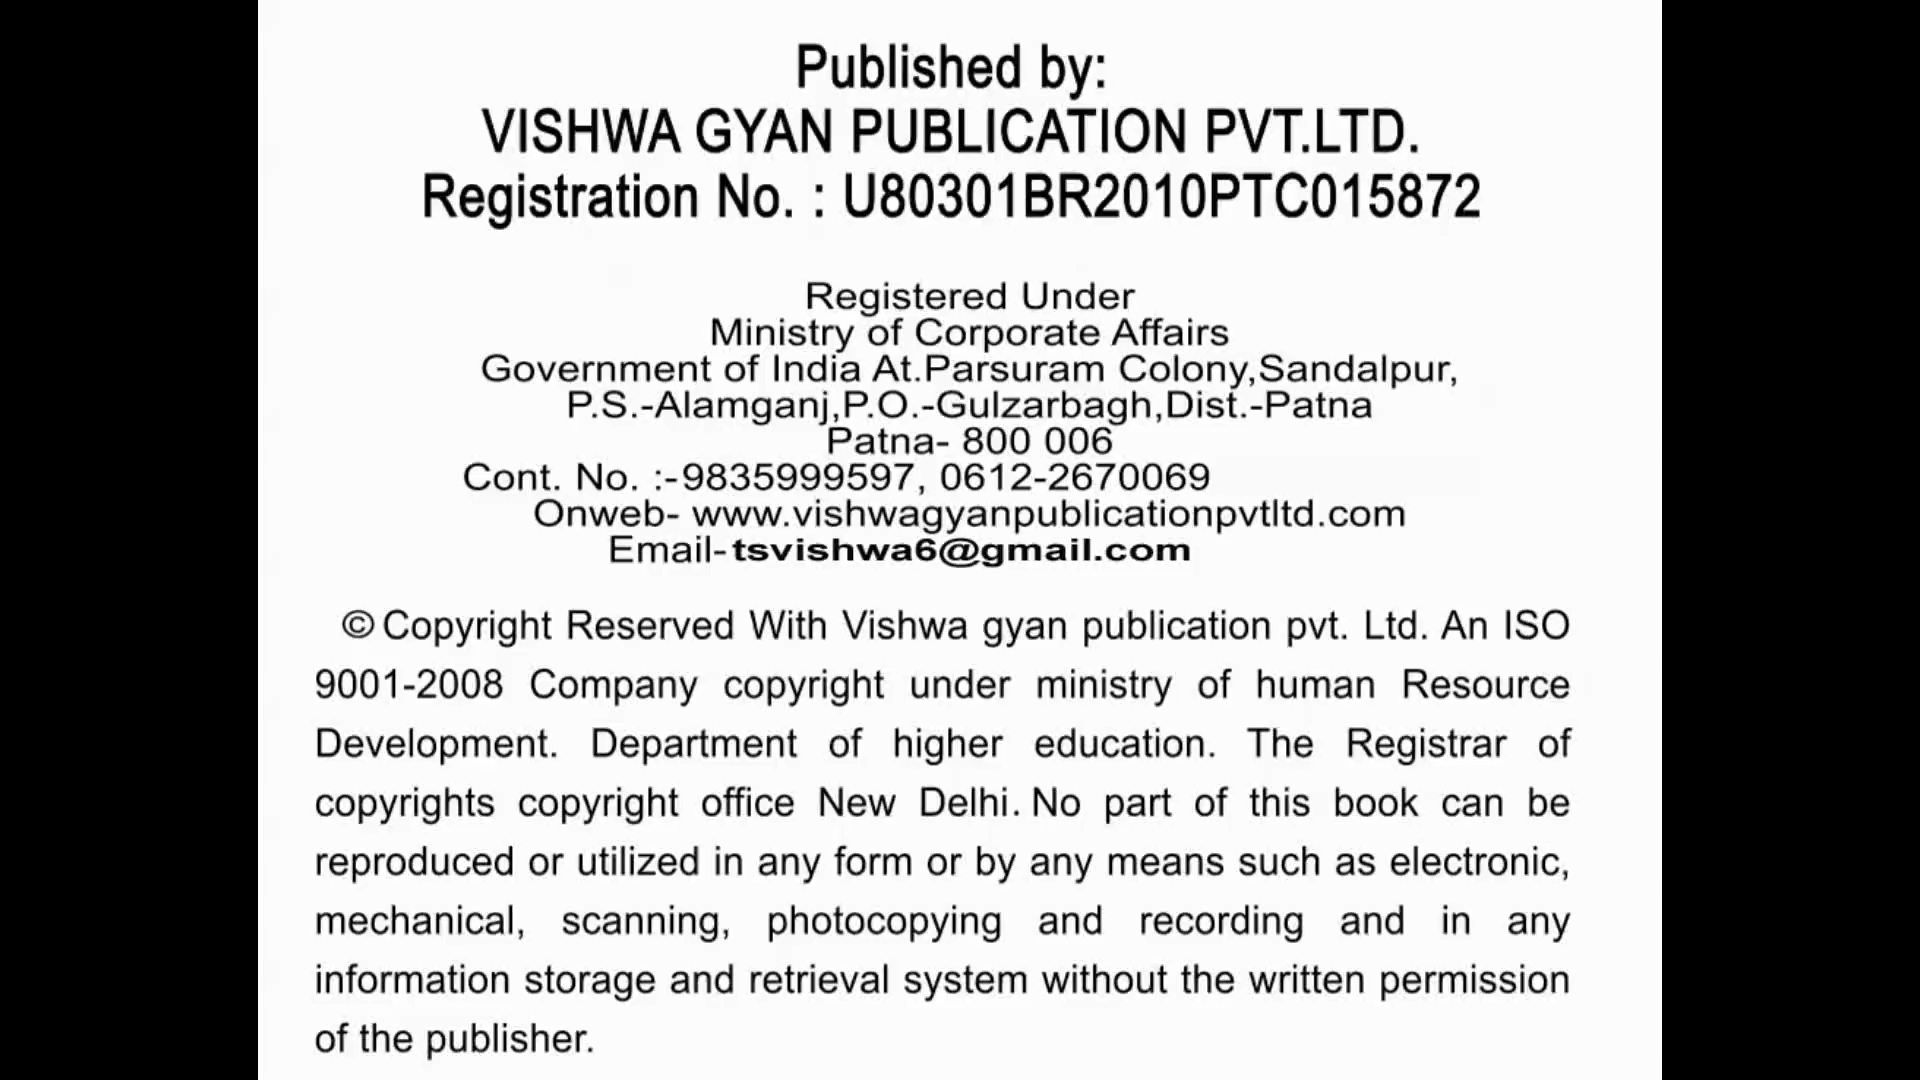 Published by:
VISHWA GYAN PUBLICATION PVT.LTD.
Registration No. : U80301BR2010PTC015872
Registered Under
Ministry of Corporate Affairs
Government of India At.Parsuram Colony,Sandalpur,
P.S.-Alamganj,P.O.-Gulzarbagh,Dist.-Patna
Patna- 800 006
Cont. No. :-9835999597, 0612-2670069
Onweb- www.vishwagyanpublicationpvtltd.com
Email-tsvishwa6@gmail.com
© Copyright Reserved With Vishwa gyan publication pvt. Ltd. An ISO
9001-2008 Company copyright under ministry of human Resource
Development. Department of higher education. The Registrar of
copyrights copyright office New Delhi. No part of this book can be
reproduced or utilized in any form or by any means such as electronic,
mechanical, scanning, photocopying and recording and in any
information storage and retrieval system without the written permission
of the publisher.